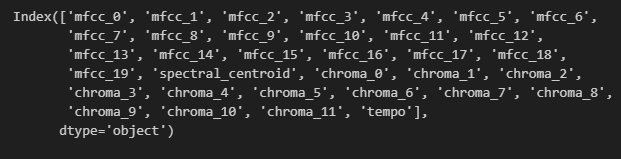 Index(['mfcc_0', 'mfcc_1', 'mfcc_2', 'mfcc_3', 'mfcc_4', 'mfcc_5', 'mfcc_6',
'mfcc_7', 'mfcc_8', 'mfcc_9', 'mfcc_10', 'mfcc_11', 'mfcc_12',
'mfcc_13', 'mfcc_14', 'mfcc_15', 'mfcc_16', 'mfcc_17', 'mfcc_18',
'mfcc_19', 'spectral_centroid', 'chroma_0', 'chroma_1', 'chroma_2',
'chroma_3', 'chroma_4', 'chroma_5', 'chroma_6', 'chroma_7', 'chroma_8',
'chroma_9', 'chroma_10', 'chroma_11', 'tempo'],
dtype='object')